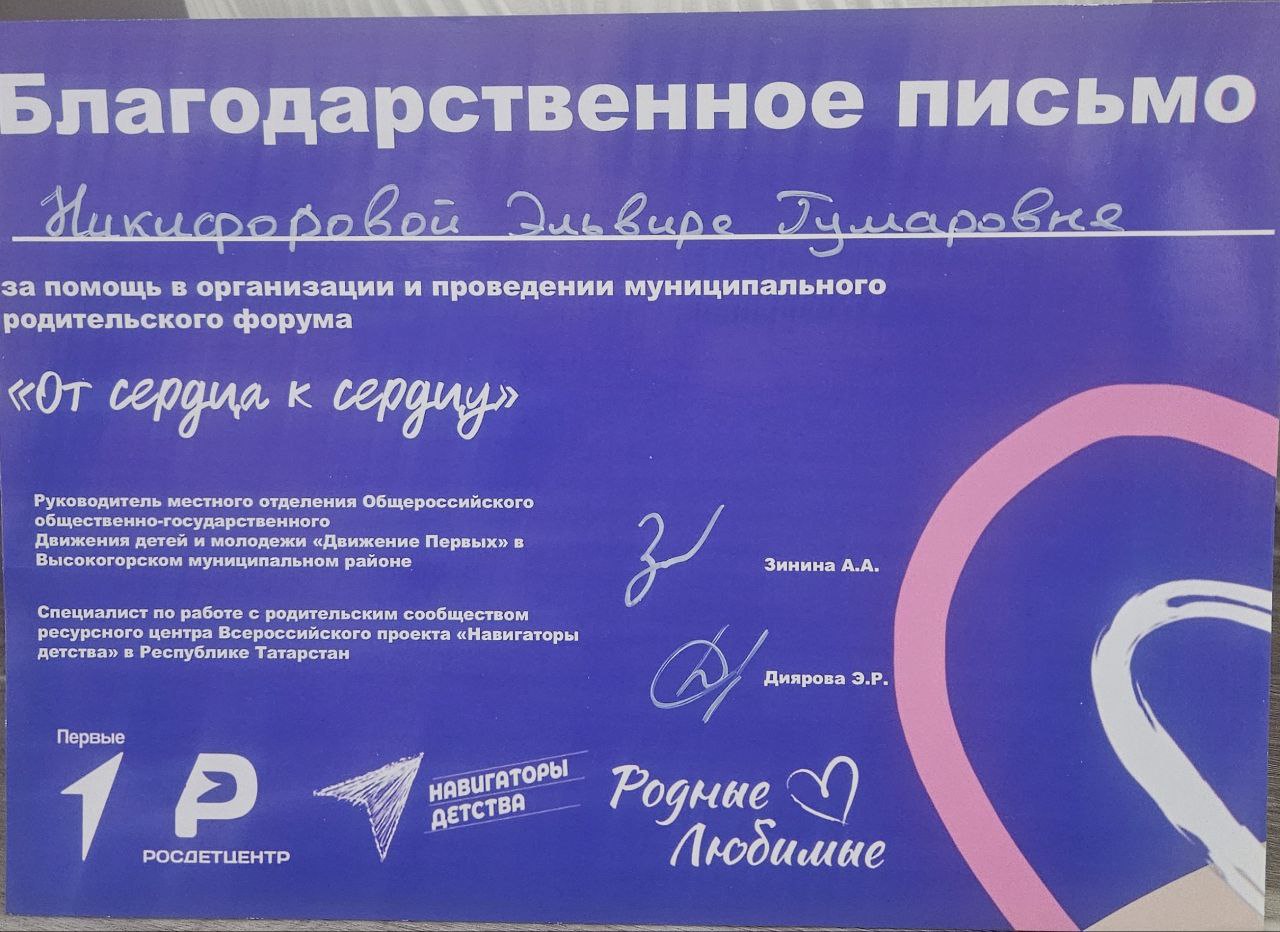 Благодарственное письмо
Никифоровой Эльвире Гумаровне
за помощь в организации и проведении муниципального
родительского форума
«От сердца к сердцу»
Руководитель местного отделения Общероссийского
общественно-государственного
Движения детей и молодежи «Движение Первых» в
Высокогорском муниципальном районе
Зинина А.А.
Специалист по работе с родительским сообществом
ресурсного центра Всероссийского проекта «Навигаторы
детства» в Республике Татарстан
Диярова Э.Р.
Первые
РОСДЕТЦЕНТР
НАВИГАТОРЫ
ДЕТСТВА
Родные
Любимые